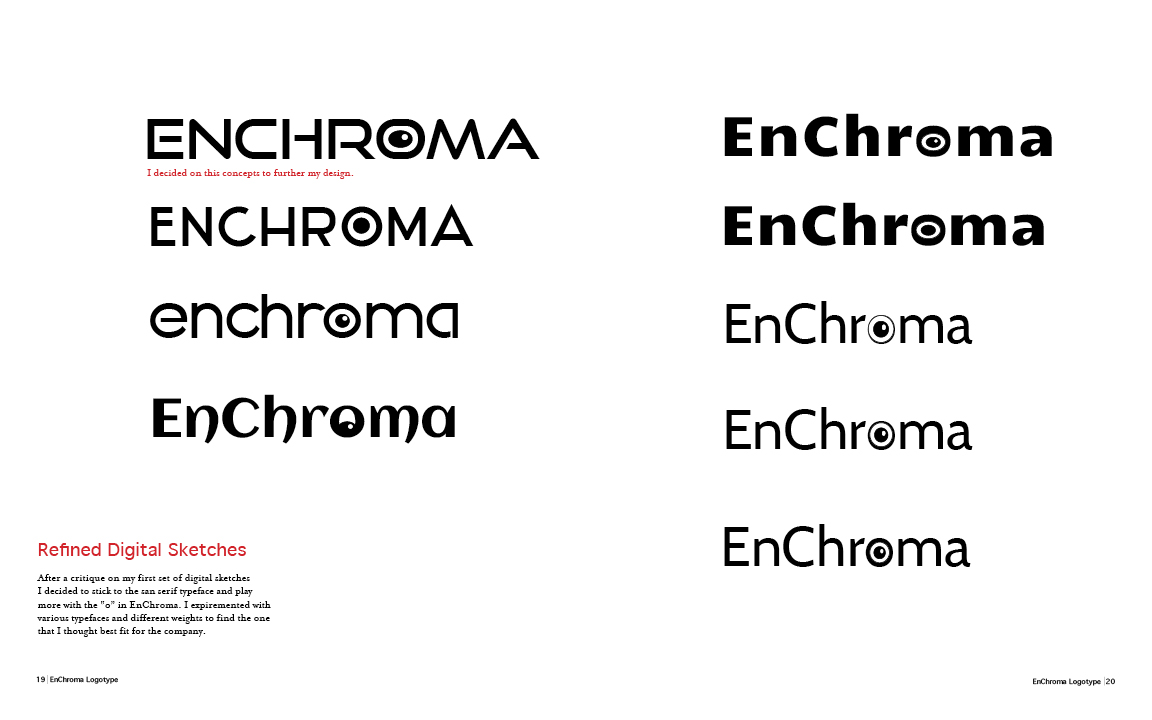 ENCHROMA
I decided on this concepts to further my design.
ENCHROMA
enchroma
EnChroma
Refined Digital Sketches
After a critique on my first set of digital sketches
I decided to stick to the san serif typeface and play
more with the "o" in EnChroma. I expiremented with
various typefaces and different weights to find the one
that I thought best fit for the company.
19 | EnChroma Logotype
EnChroma
EnChroma
EnChroma
EnChroma
EnChroma
EnChroma Logotype | 20